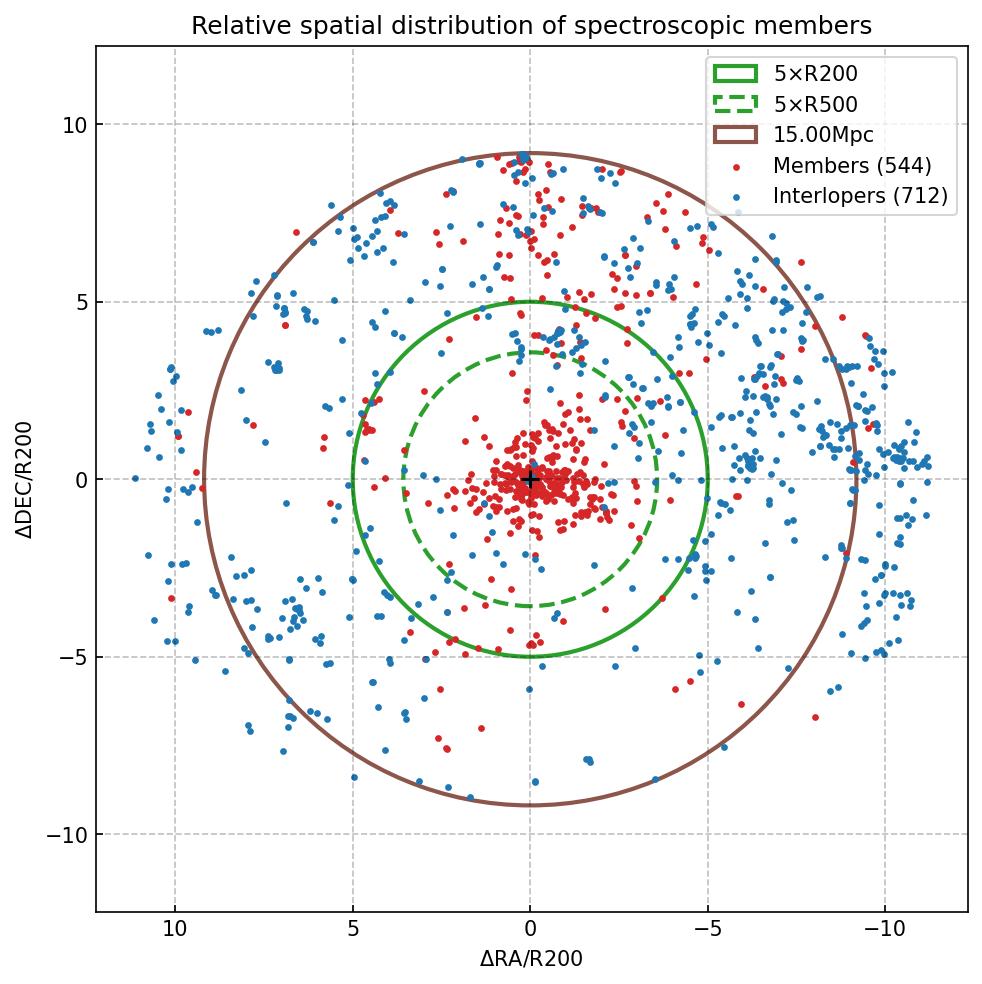 Relative spatial distribution of spectroscopic members
5×R200
5×R500
15.00Mpc
Members (544)
Interlopers (712)
10
5
0
−5
−10
ΔDEC/R200
10
5
0
−5
−10
ΔRA/R200